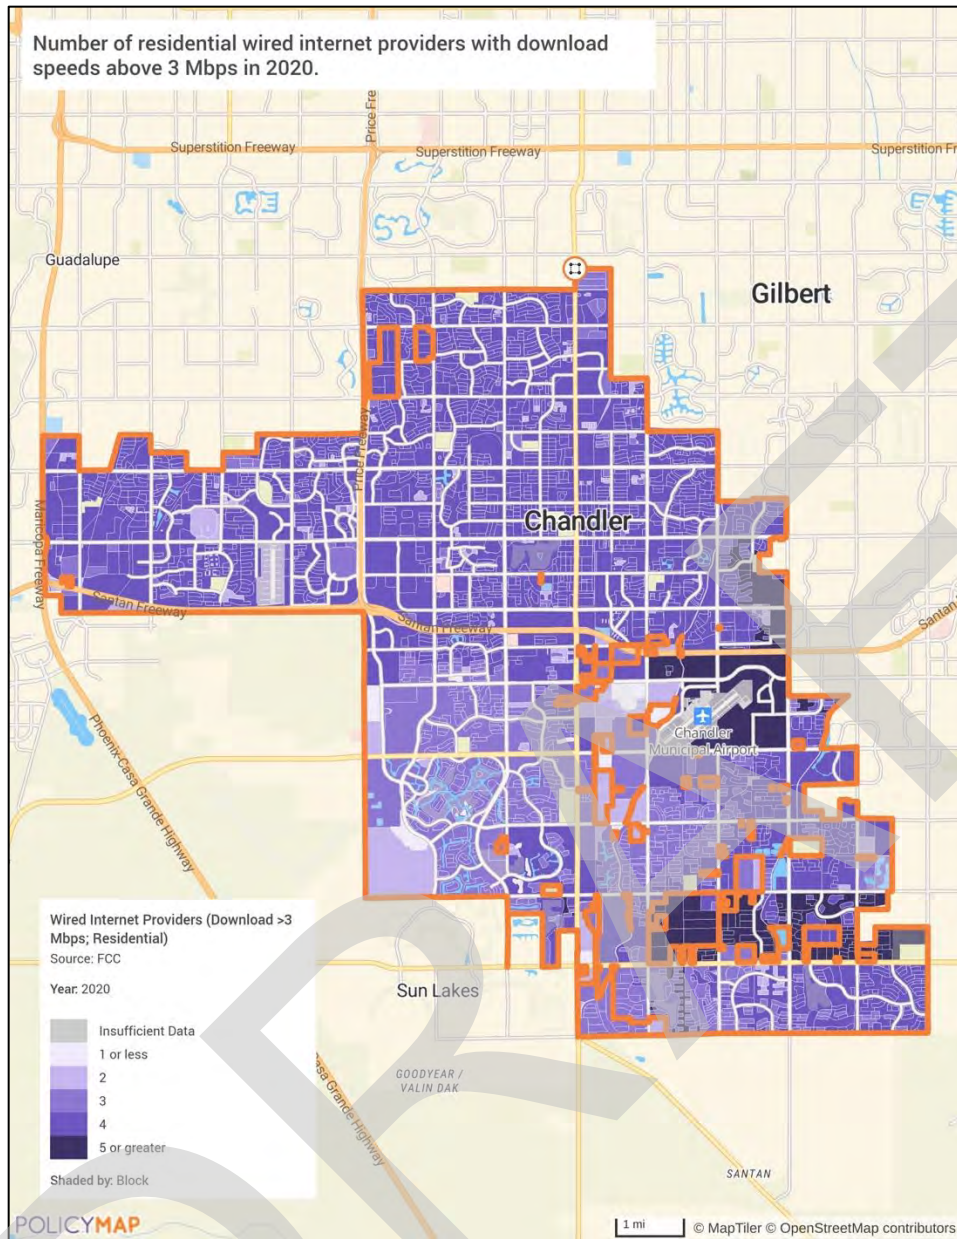 Number of residential wired internet providers with download
speeds above 3 Mbps in 2020.
Price Fre
Superstition Freeway
Superstition Freeway
Superstition Fr
Guadalupe
Gilbert
Price Freeway
Chandler
Maricopa Freeway
Santan Freeway
Santan Freeway
Santan
Chandler
Municipal Airport
Phoenix-Casa Grande Highway
Wired Internet Providers (Download >3
Mbps; Residential)
Source: FCC
Year: 2020
Insufficient Data
1 or less
2
3
4
5 or greater
Shaded by: Block
Sun Lakes
GOODYEAR /
VALIN DAK
Casa Grande Highway
SANTAN
POLICYMAP
1 mi
© MapTiler © OpenStreetMap contributors